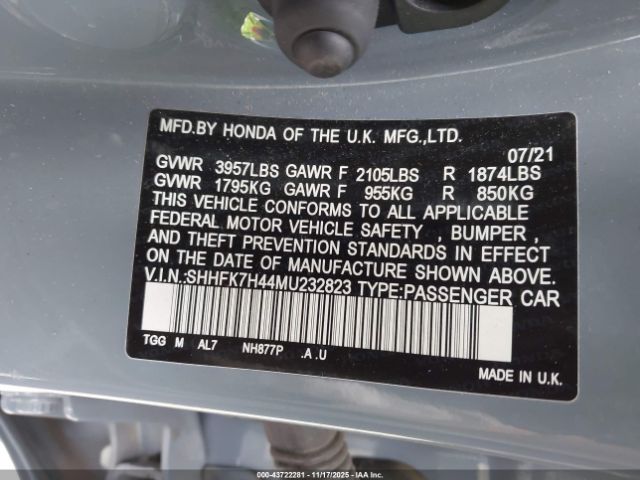 MFD.BY HONDA OF THE U.K. MFG.,LTD.
07/21
GVWR 3957LBS GAWR F 2105LBS R 1874LBS
GVWR 1795KG GAWR F 955KG R 850KG
THIS VEHICLE CONFORMS TO ALL APPLICABLE
FEDERAL MOTOR VEHICLE SAFETY , BUMPER ,
AND THEFT PREVENTION STANDARDS IN EFFECT
ON THE DATE OF MANUFACTURE SHOWN ABOVE.
V.I.N.:SHHFK7H44MU232823 TYPE:PASSENGER CAR
TGG M AL7 NH877P .A.U
MADE IN U.K.
000-43722281 - 11/17/2025 - IAA Inc.